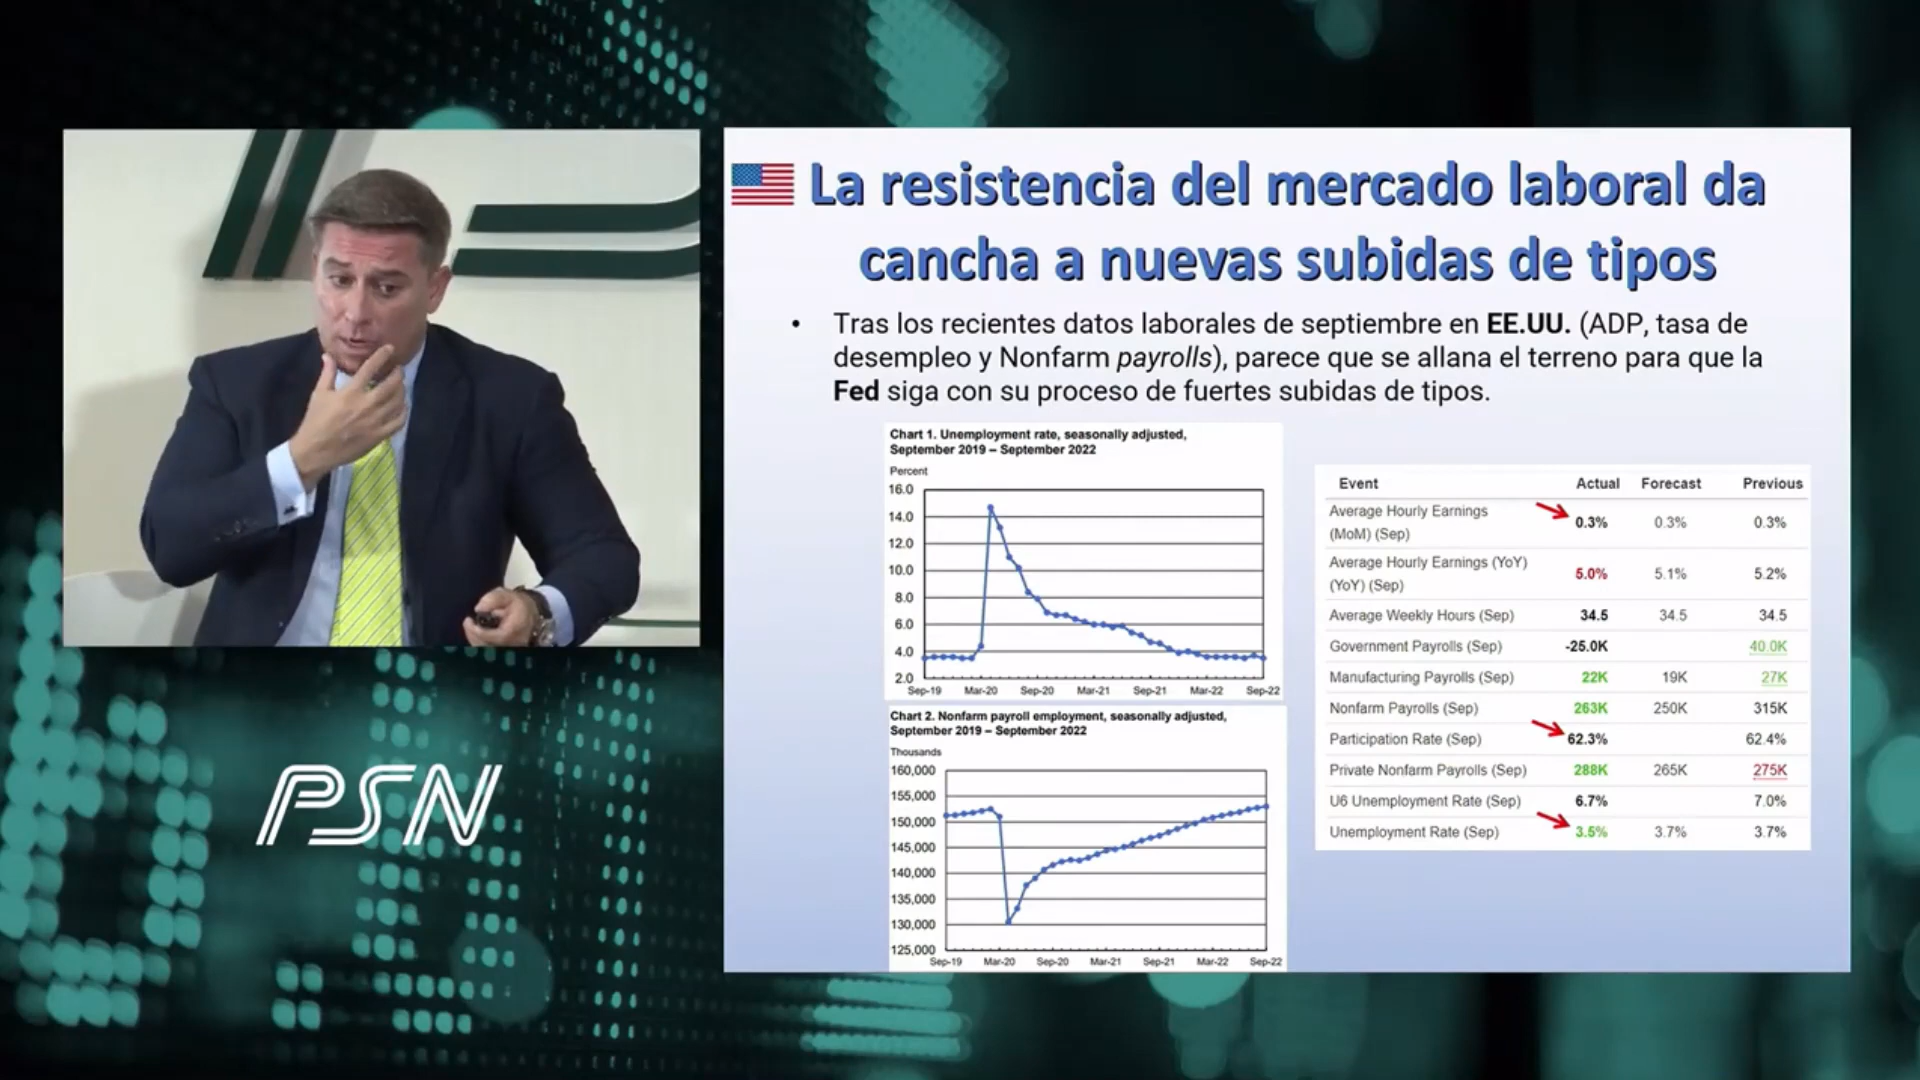 La resistencia del mercado laboral da
cancha a nuevas subidas de tipos
• Tras los recientes datos laborales de septiembre en EE.UU. (ADP, tasa de
desempleo y Nonfarm payrolls), parece que se allana el terreno para que la
Fed siga con su proceso de fuertes subidas de tipos.
Chart 1. Unemployment rate, seasonally adjusted,
September 2019 – September 2022
Percent
16.0
14.0
12.0
10.0
8.0
6.0
4.0
2.0
Sep-19 Mar-20 Sep-20 Mar-21 Sep-21 Mar-22 Sep-22
Chart 2. Nonfarm payroll employment, seasonally adjusted,
September 2019 – September 2022
Thousands
160,000
155,000
150,000
145,000
140,000
135,000
130,000
125,000
Sep-19 Mar-20 Sep-20 Mar-21 Sep-21 Mar-22 Sep-22
Event Actual Forecast Previous
Average Hourly Earnings
(MoM) (Sep) 0.3% 0.3% 0.3%
Average Hourly Earnings (YoY)
(YoY) (Sep) 5.0% 5.1% 5.2%
Average Weekly Hours (Sep) 34.5 34.5 34.5
Government Payrolls (Sep) -25.0K 40.0K
Manufacturing Payrolls (Sep) 22K 19K 27K
Nonfarm Payrolls (Sep) 263K 250K 315K
Participation Rate (Sep) 62.3% 62.4%
Private Nonfarm Payrolls (Sep) 288K 265K 275K
U6 Unemployment Rate (Sep) 6.7% 7.0%
Unemployment Rate (Sep) 3.5% 3.7% 3.7%
PSN